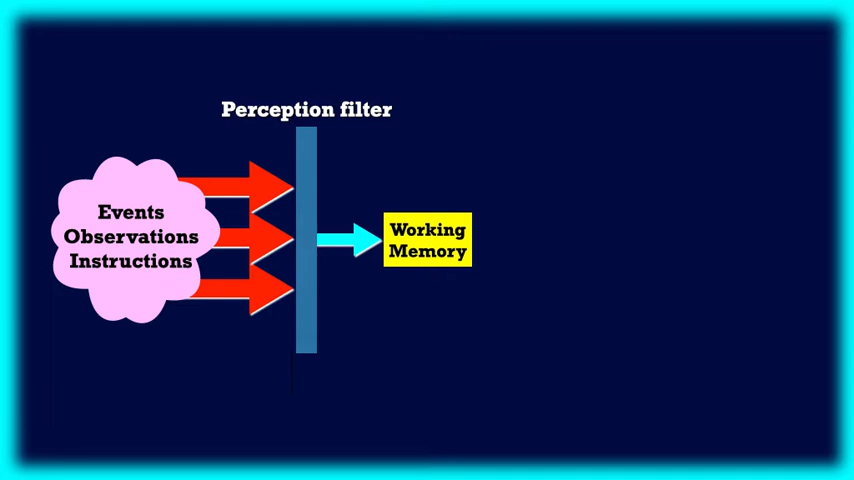 Perception filter
Events
Observations
Instructions
Working
Memory